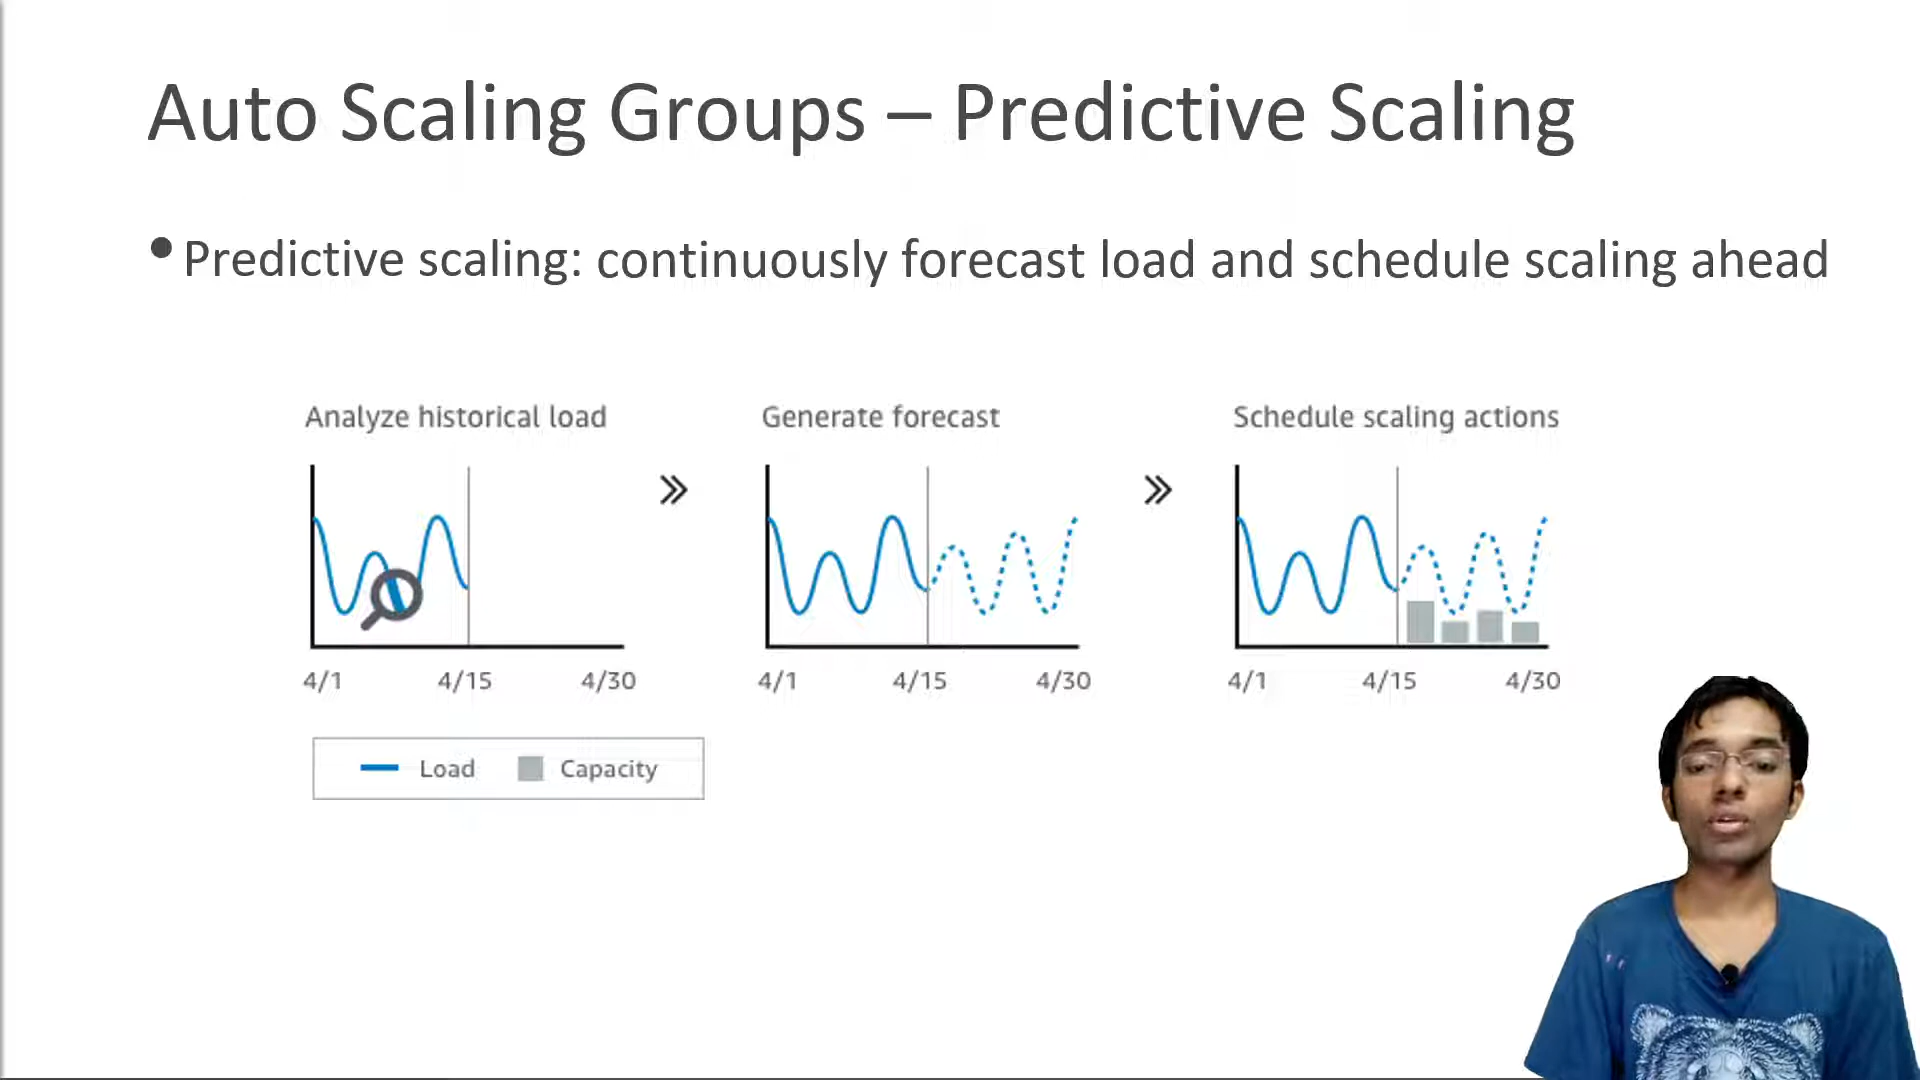 Auto Scaling Groups – Predictive Scaling
• Predictive scaling: continuously forecast load and schedule scaling ahead
Analyze historical load
Generate forecast
Schedule scaling actions
4/1 4/15 4/30
4/1 4/15 4/30
4/1 4/15 4/30
Load Capacity